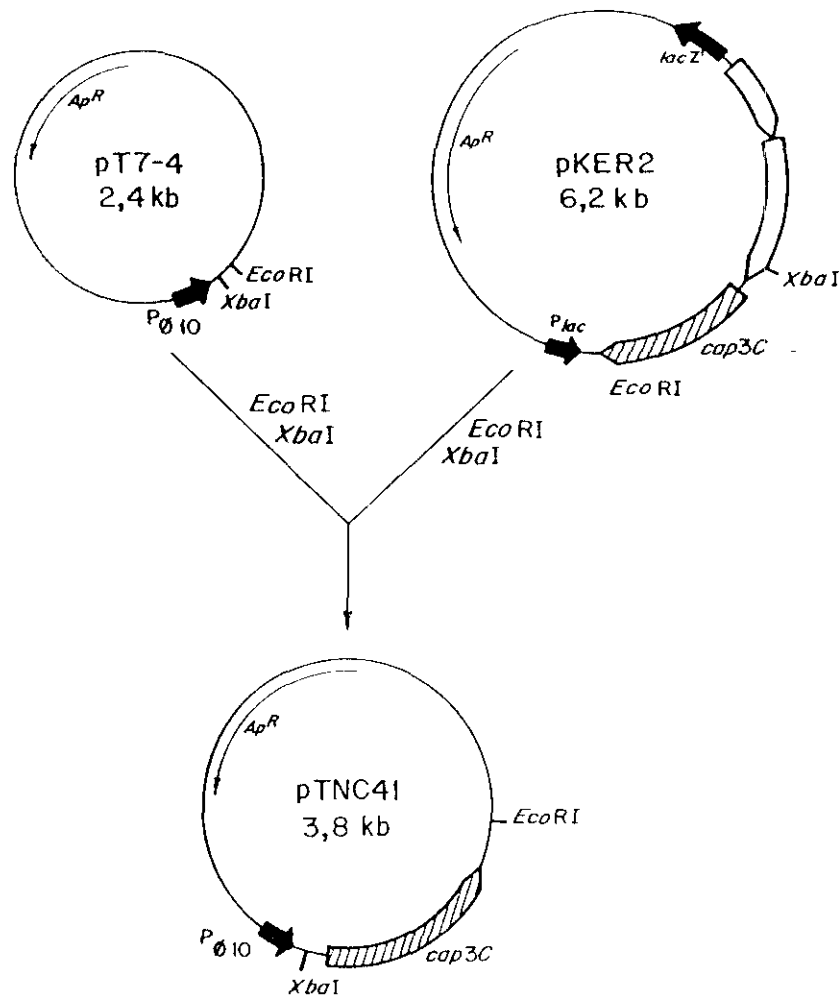 ApR
pT7-4
2,4 kb
EcoRI
XbaI
PØ10
lacZ'
ApR
pKER2
6,2 kb
XbaI
cap3C
Plac
EcoRI
EcoRI
XbaI
EcoRI
XbaI
ApR
pTNC41
3,8 kb
EcoRI
cap3C
PØ10
XbaI